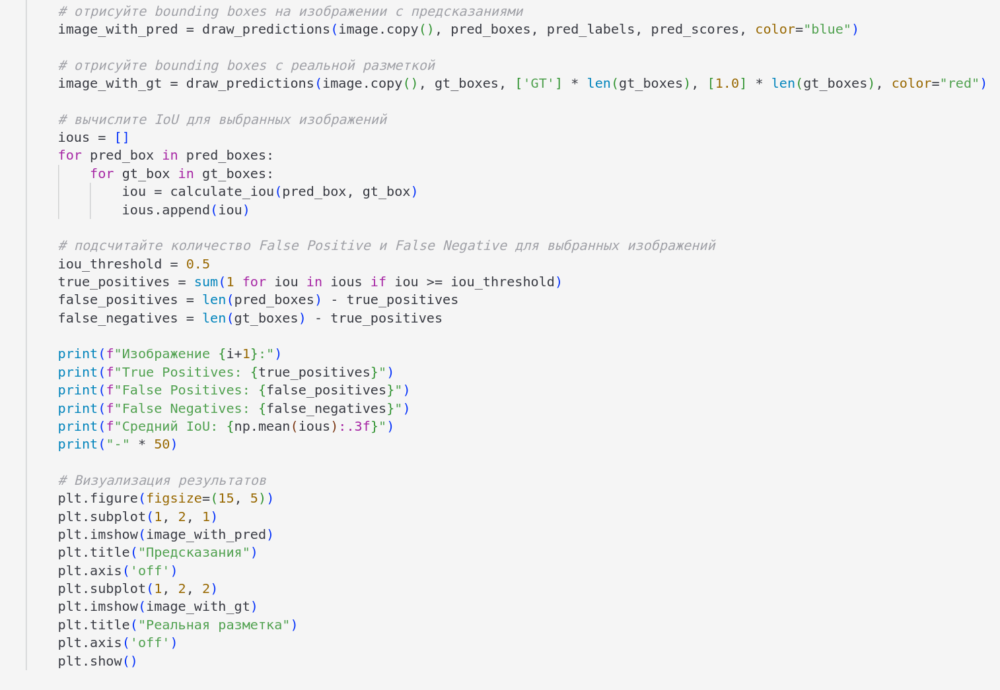 # отрисуйте bounding boxes на изображении с предсказаниями
image_with_pred = draw_predictions(image.copy(), pred_boxes, pred_labels, pred_scores, color="blue")
# отрисуйте bounding boxes с реальной разметкой
image_with_gt = draw_predictions(image.copy(), gt_boxes, ['GT'] * len(gt_boxes), [1.0] * len(gt_boxes), color="red")
# вычислите IoU для выбранных изображений
ious = []
for pred_box in pred_boxes:
    for gt_box in gt_boxes:
        iou = calculate_iou(pred_box, gt_box)
        ious.append(iou)
# подсчитайте количество False Positive и False Negative для выбранных изображений
iou_threshold = 0.5
true_positives = sum(1 for iou in ious if iou >= iou_threshold)
false_positives = len(pred_boxes) - true_positives
false_negatives = len(gt_boxes) - true_positives
print(f"Изображение {i+1}:")
print(f"True Positives: {true_positives}")
print(f"False Positives: {false_positives}")
print(f"False Negatives: {false_negatives}")
print(f"Средний IoU: {np.mean(ious):.3f}")
print("-" * 50)
# Визуализация результатов
plt.figure(figsize=(15, 5))
plt.subplot(1, 2, 1)
plt.imshow(image_with_pred)
plt.title("Предсказания")
plt.axis('off')
plt.subplot(1, 2, 2)
plt.imshow(image_with_gt)
plt.title("Реальная разметка")
plt.axis('off')
plt.show()